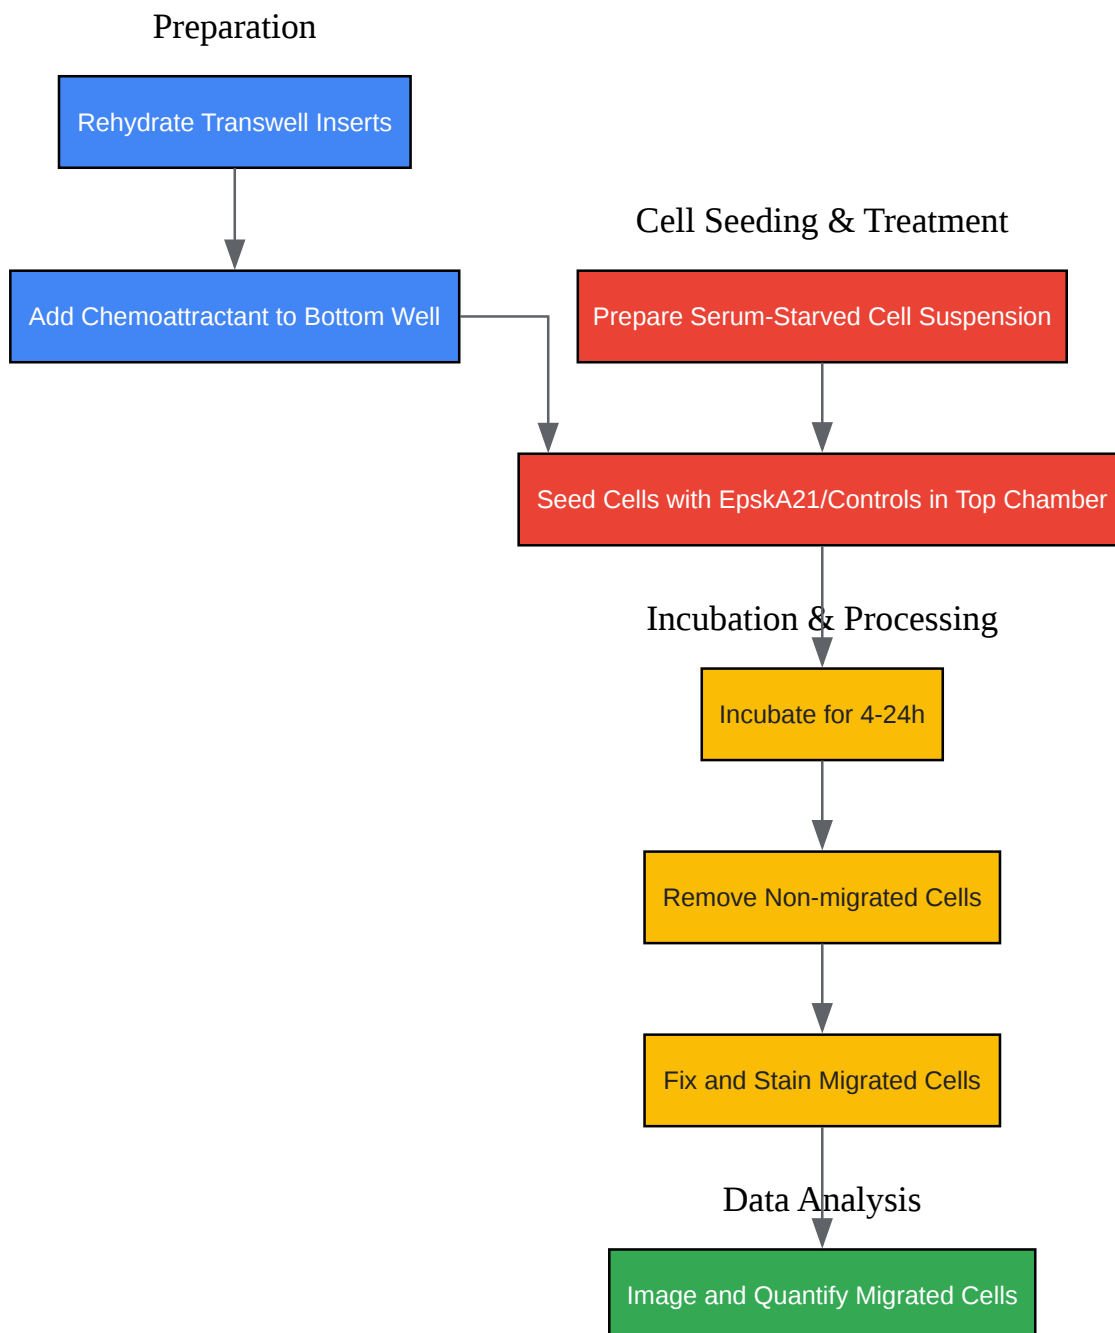 Preparation
Rehydrate Transwell Inserts
Cell Seeding & Treatment
Add Chemoattractant to Bottom Well
Prepare Serum-Starved Cell Suspension
Seed Cells with EpskA21/Controls in Top Chamber
Incubation & Processing
Incubate for 4-24h
Remove Non-migrated Cells
Fix and Stain Migrated Cells
Data Analysis
Image and Quantify Migrated Cells